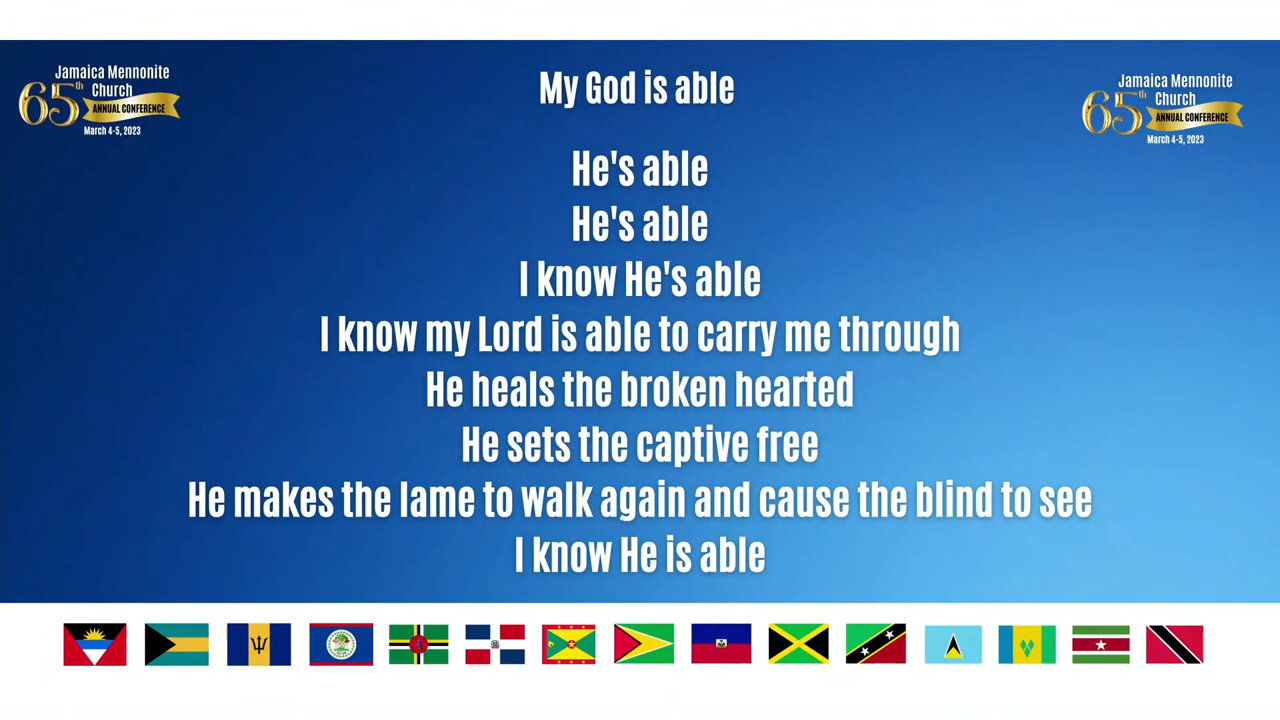 Jamaica Mennonite
Church
65th
ANNUAL CONFERENCE
March 4-5, 2023
My God is able
Jamaica Mennonite
Church
65th
ANNUAL CONFERENCE
March 4-5, 2023
He's able
He's able
I know He's able
I know my Lord is able to carry me through
He heals the broken hearted
He sets the captive free
He makes the lame to walk again and cause the blind to see
I know He is able